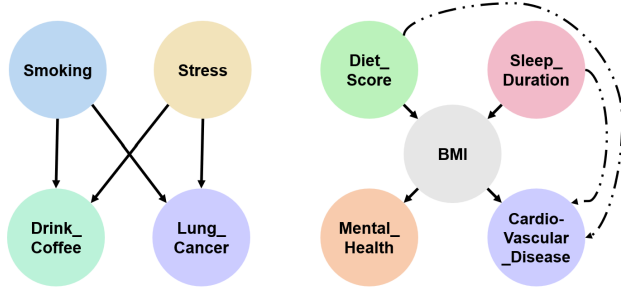 Smoking
Stress
Drink_
Coffee
Lung_
Cancer
Diet_
Score
Sleep_
Duration
BMI
Mental_
Health
Cardio-
Vascular
_Disease